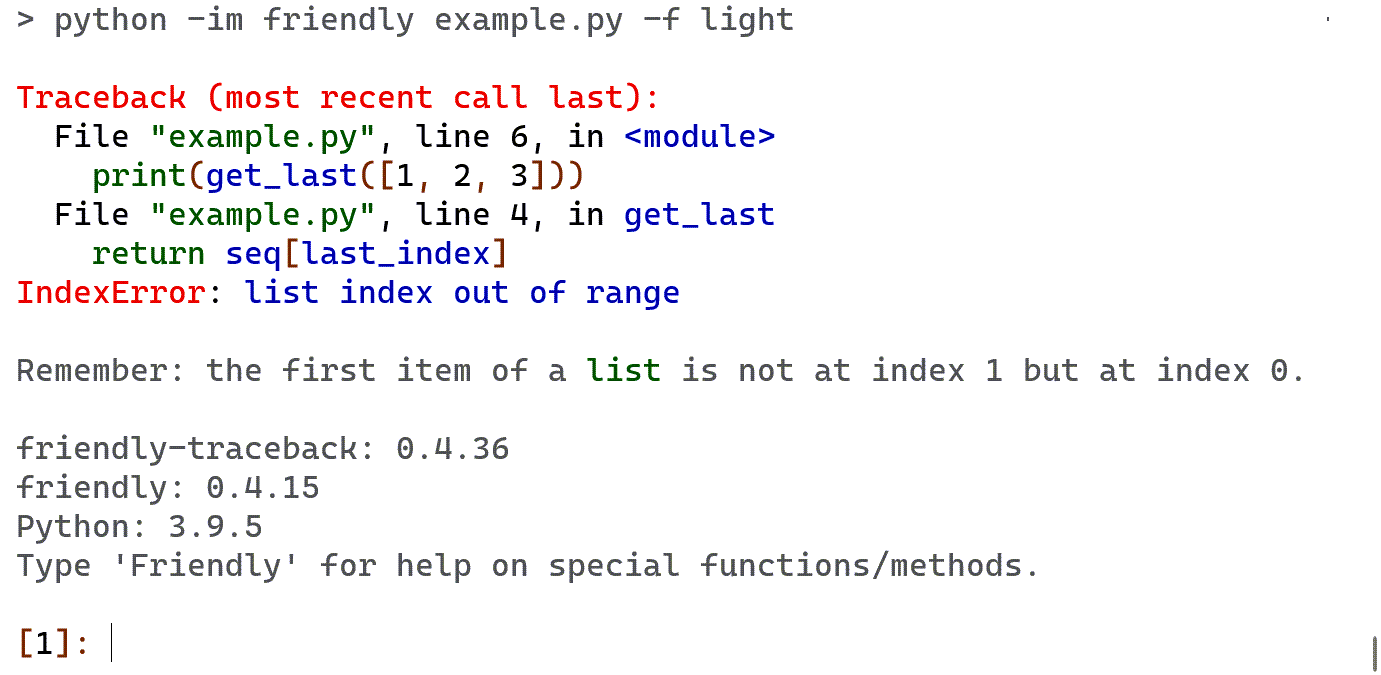 > python -im friendly example.py -f light
Traceback (most recent call last):
  File "example.py", line 6, in <module>
    print(get_last([1, 2, 3]))
  File "example.py", line 4, in get_last
    return seq[last_index]
IndexError: list index out of range
Remember: the first item of a list is not at index 1 but at index 0.
friendly-traceback: 0.4.36
friendly: 0.4.15
Python: 3.9.5
Type 'Friendly' for help on special functions/methods.
[1]: